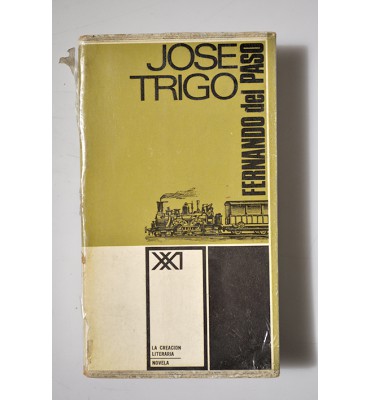 JOSE
TRIGO
FERNANDO del PASO
XXI
LA CREACION
LITERARIA
NOVELA